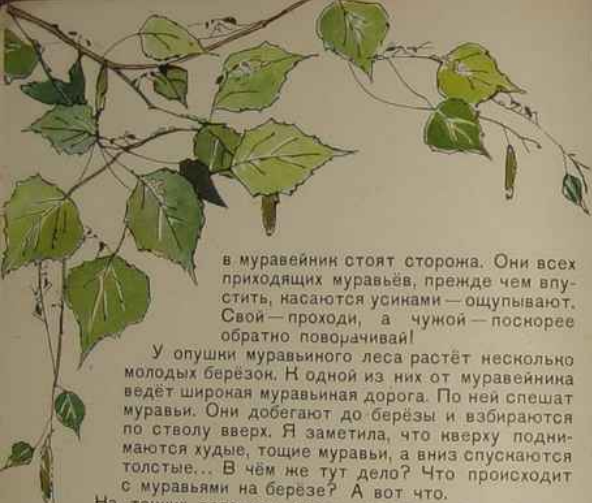 в муравейник стоят сторожа. Они всех
приходящих муравьёв, прежде чем впу-
стить, касаются усиками — ощупывают.
Свой — проходи, а чужой — поскорее
обратно поворачивай!
У опушки муравьиного леса растёт несколько
молодых берёзок. К одной из них от муравейника
ведёт широкая муравьиная дорога. По ней спешат
муравьи. Они добегают до берёзы и взбираются
по стволу вверх. Я заметила, что кверху подни-
маются худые, тощие муравьи, а вниз спускаются
толстые... В чём же тут дело? Что происходит
с муравьями на берёзе? А вот что.